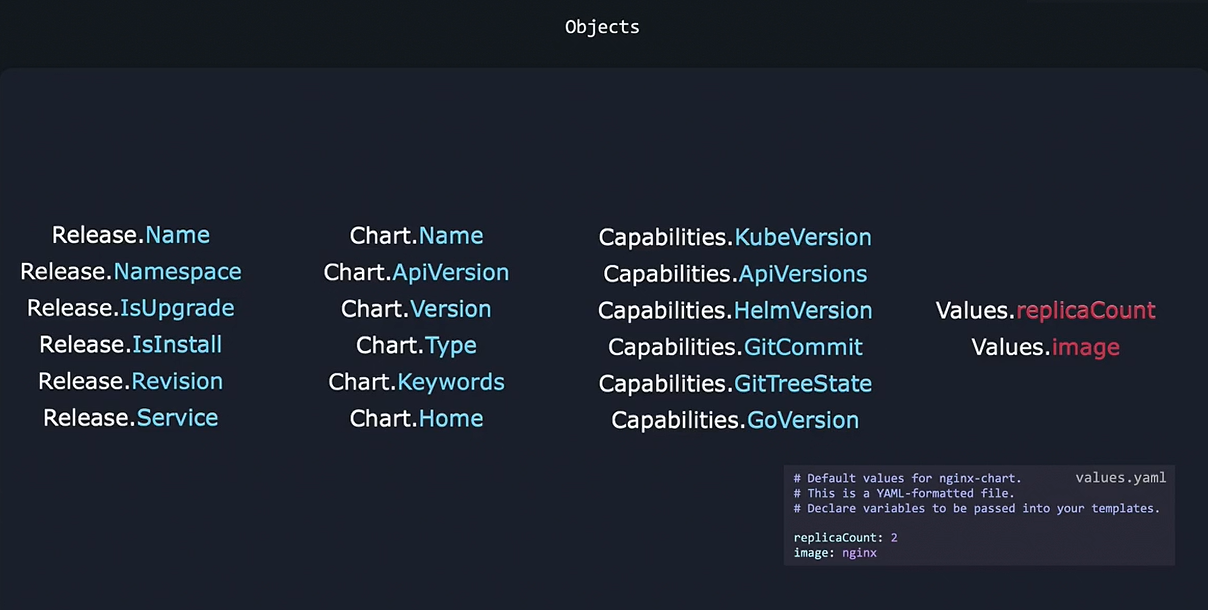 Objects
Release.Name
Release.Namespace
Release.IsUpgrade
Release.IsInstall
Release.Revision
Release.Service
Chart.Name
Chart.ApiVersion
Chart.Version
Chart.Type
Chart.Keywords
Chart.Home
Capabilities.KubeVersion
Capabilities.ApiVersions
Capabilities.HelmVersion
Capabilities.GitCommit
Capabilities.GitTreeState
Capabilities.GoVersion
Values.replicaCount
Values.image
values.yaml
# Default values for nginx-chart.
# This is a YAML-formatted file.
# Declare variables to be passed into your templates.
replicaCount: 2
image: nginx